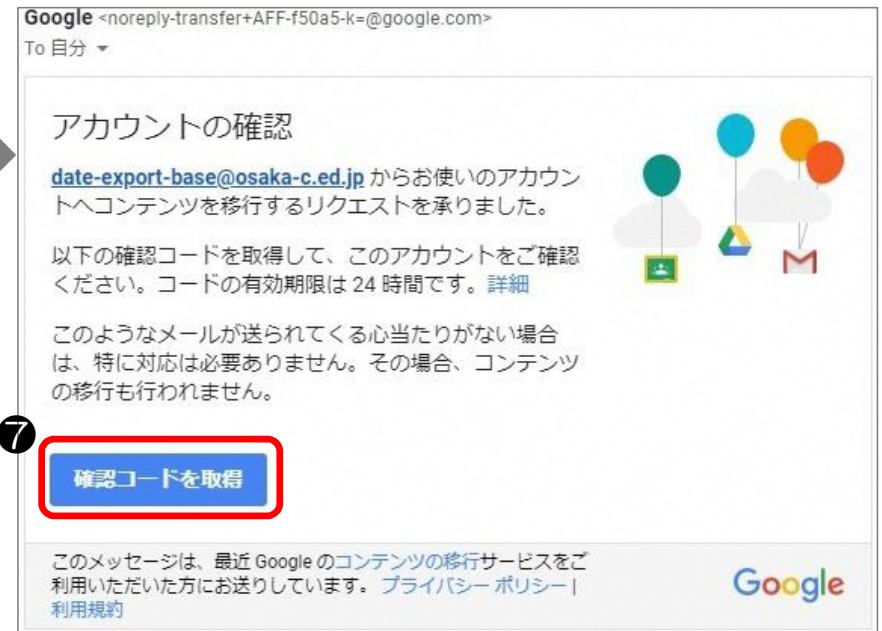 Google <noreply-transfer+AFF-f50a5-k=@google.com>
To 自分
アカウントの確認
date-export-base@osaka-c.ed.jp からお使いのアカウン
トへコンテンツを移行するリクエストを承りました。
以下の確認コードを取得して、このアカウントをご確認
ください。コードの有効期限は 24 時間です。詳細
このようなメールが送られてくる心当たりがない場合
は、特に対応は必要ありません。その場合、コンテンツ
の移行も行われません。
❼
確認コードを取得
このメッセージは、最近 Google のコンテンツの移行サービスをご
利用いただいた方にお送りしています。 プライバシー ポリシー |
利用規約
Google